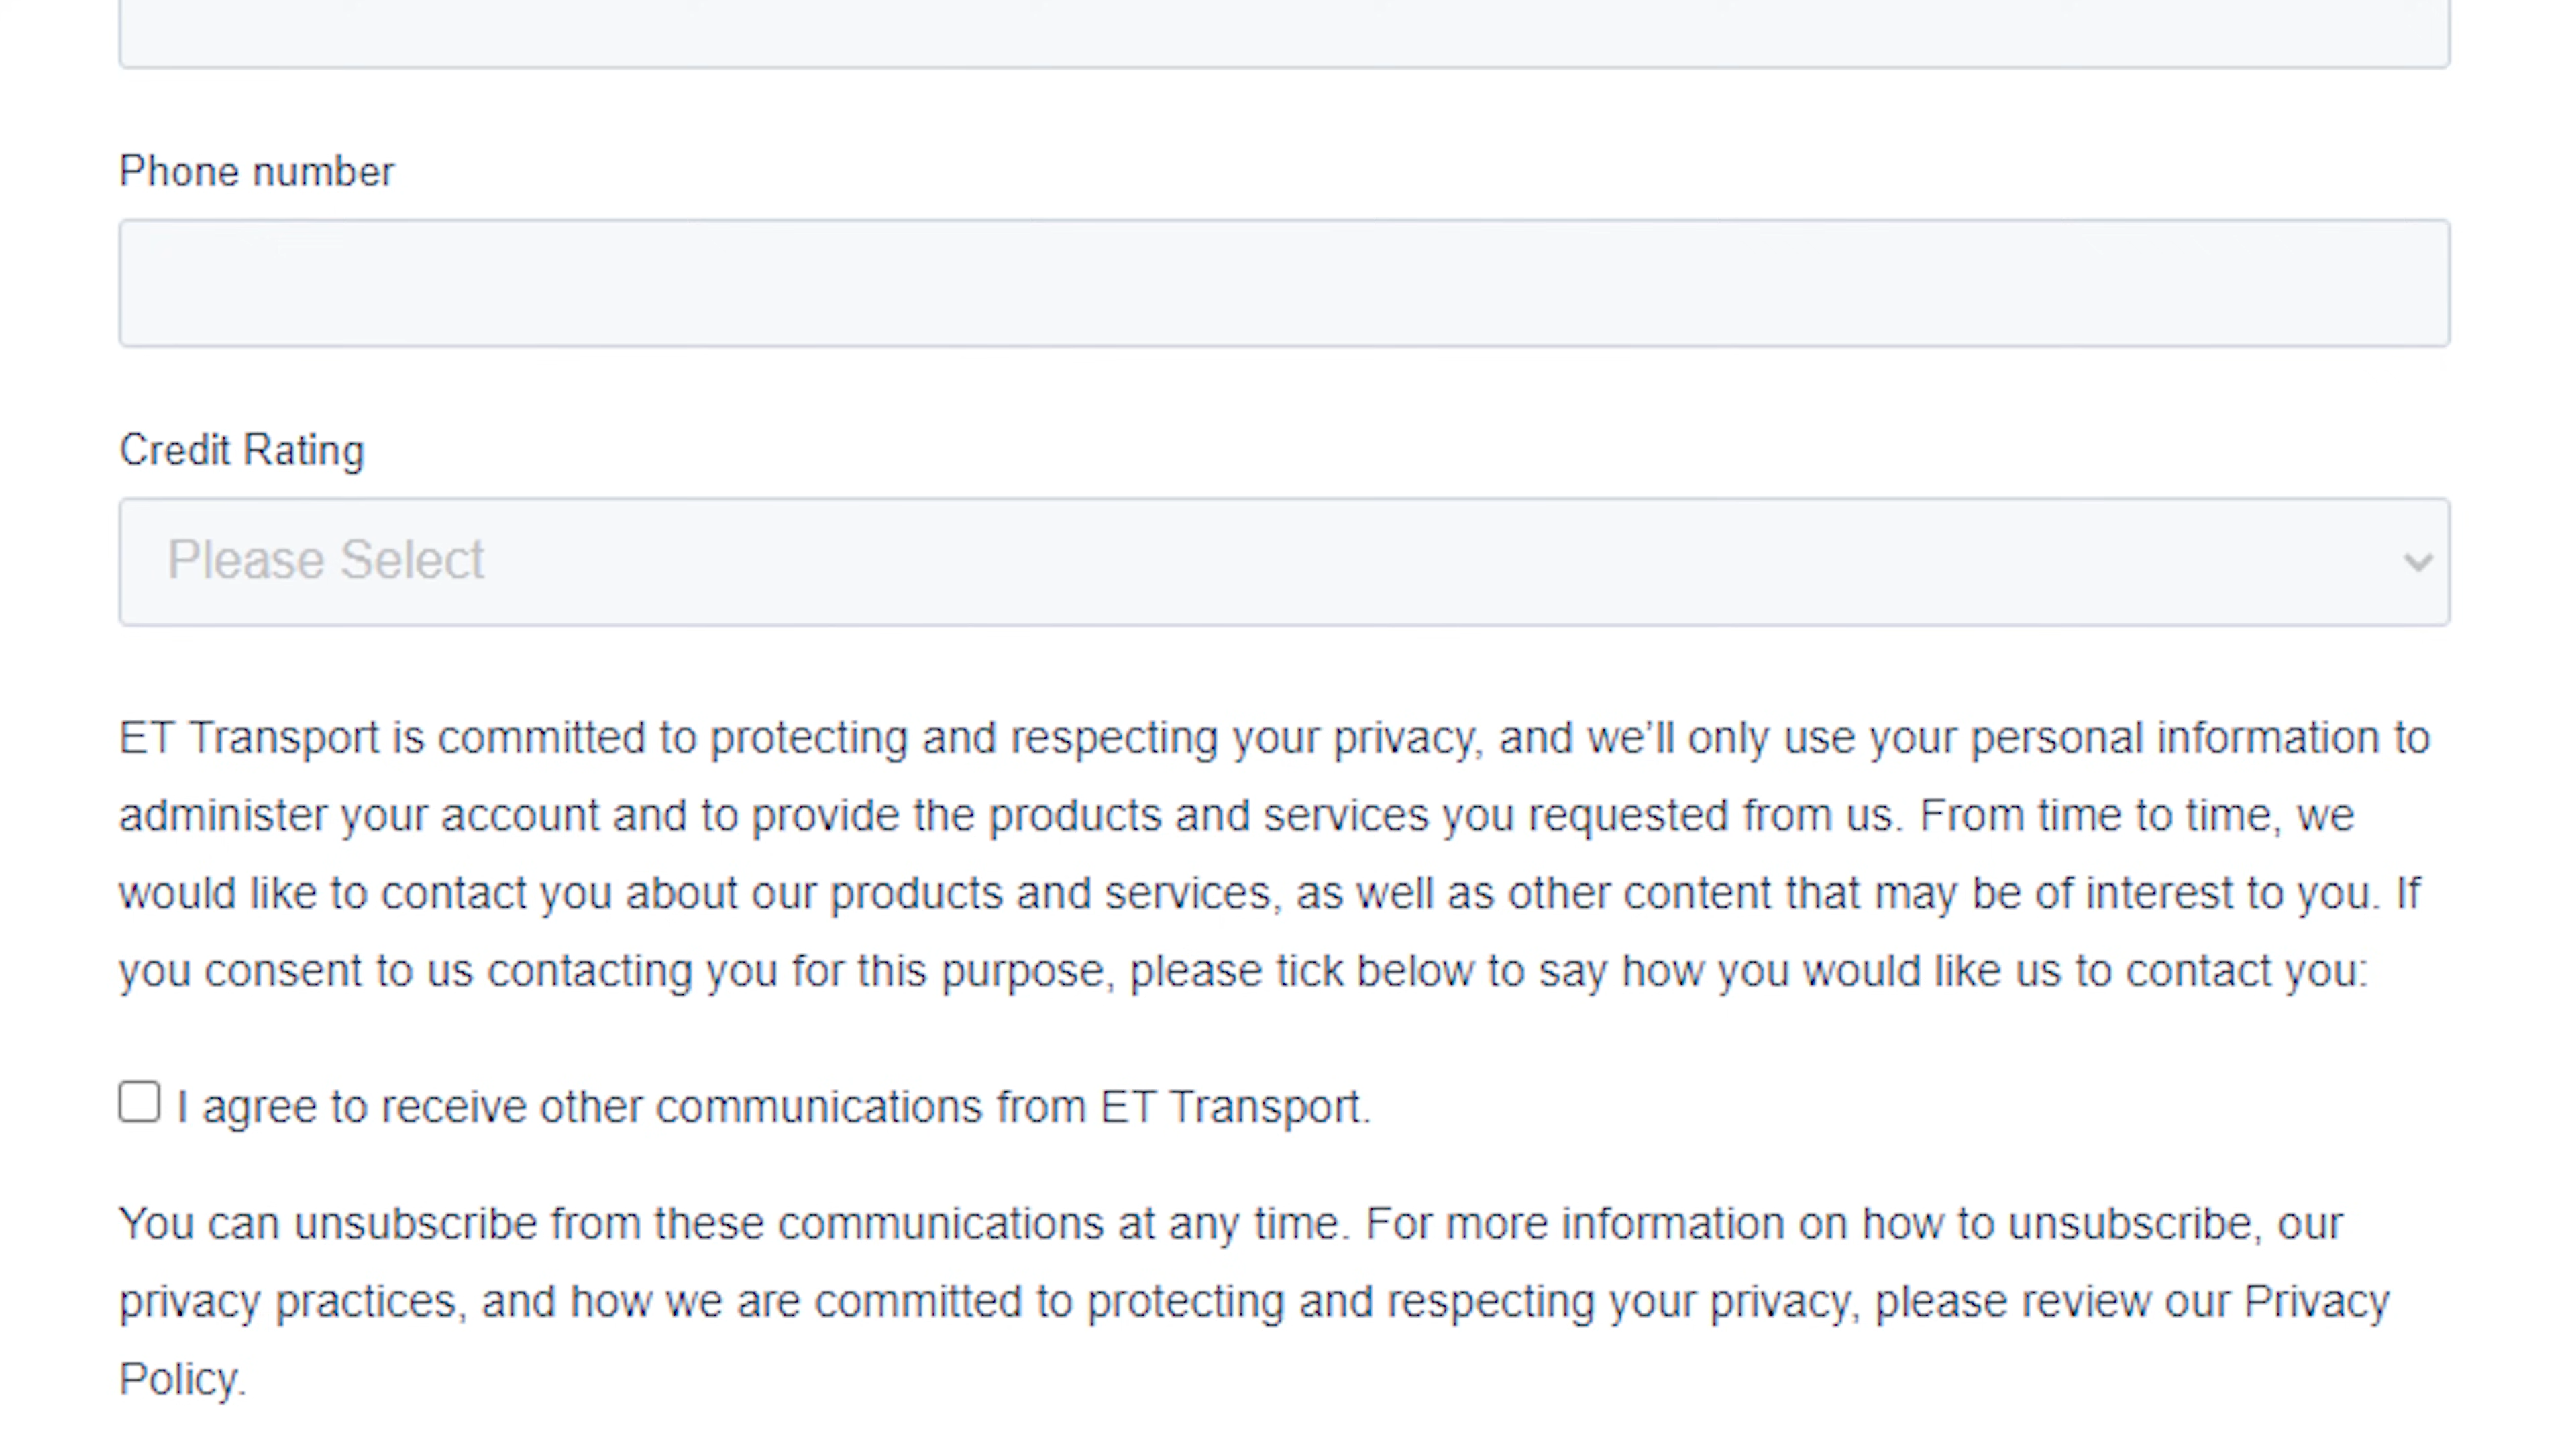 Phone number
Credit Rating
Please Select
ET Transport is committed to protecting and respecting your privacy, and we’ll only use your personal information to
administer your account and to provide the products and services you requested from us. From time to time, we
would like to contact you about our products and services, as well as other content that may be of interest to you. If
you consent to us contacting you for this purpose, please tick below to say how you would like us to contact you:
I agree to receive other communications from ET Transport.
You can unsubscribe from these communications at any time. For more information on how to unsubscribe, our
privacy practices, and how we are committed to protecting and respecting your privacy, please review our Privacy
Policy.